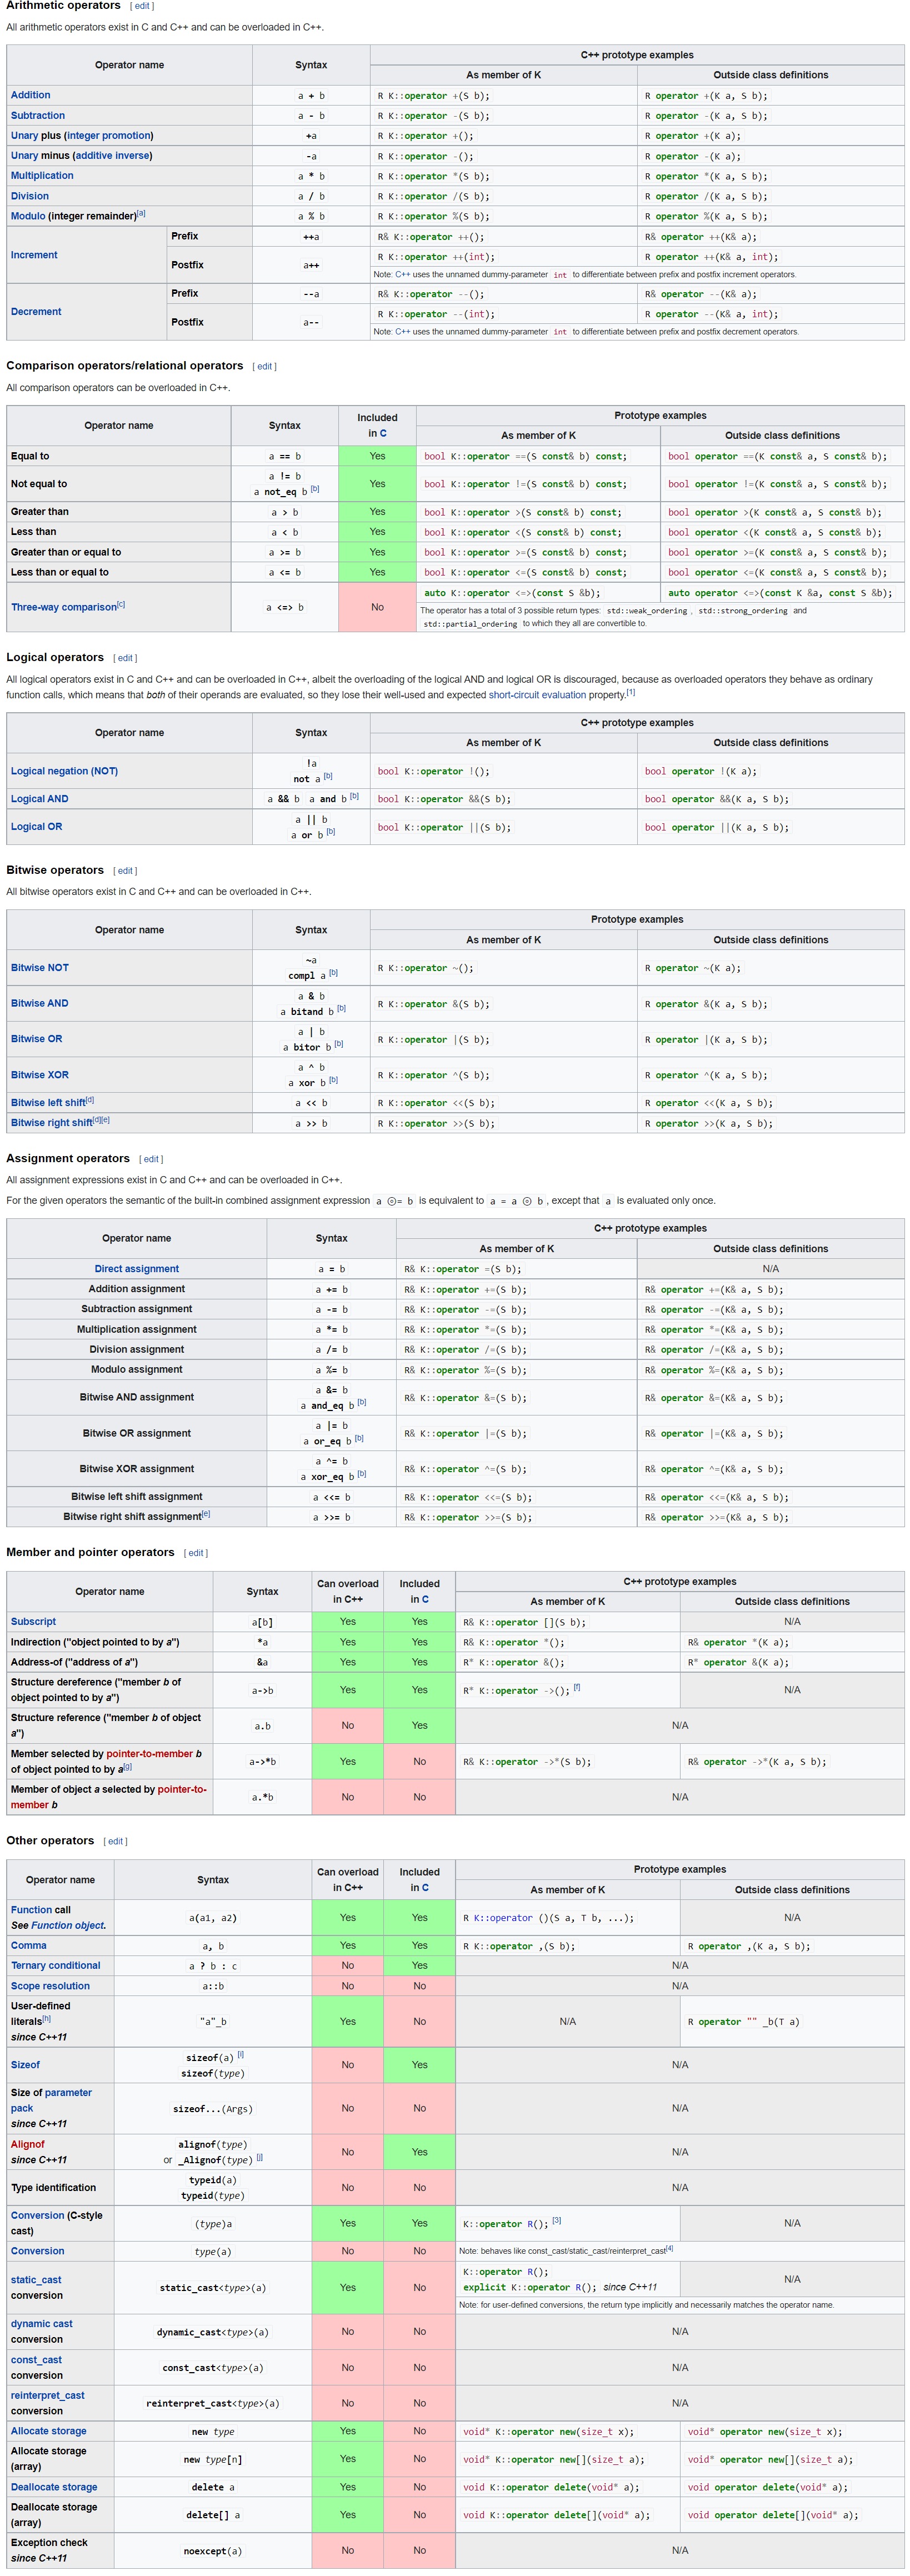 Arithmetic operators [ edit ]
All arithmetic operators exist in C and C++ and can be overloaded in C++.
Operator name Syntax C++ prototype examples
As member of K Outside class definitions
Addition a + b R K::operator +(S b); R operator +(K a, S b);
Subtraction a - b R K::operator -(S b); R operator -(K a, S b);
Unary plus (integer promotion) +a R K::operator +(); R operator +(K a);
Unary minus (additive inverse) -a R K::operator -(); R operator -(K a);
Multiplication a * b R K::operator *(S b); R operator *(K a, S b);
Division a / b R K::operator /(S b); R operator /(K a, S b);
Modulo (integer remainder)[a] a % b R K::operator %(S b); R operator %(K a, S b);
Increment Prefix ++a R& K::operator ++(); R& operator ++(K& a);
Postfix a++ R K::operator ++(int); R operator ++(K& a, int);
Note: C++ uses the unnamed dummy-parameter int to differentiate between prefix and postfix increment operators.
Decrement Prefix --a R& K::operator --(); R& operator --(K& a);
Postfix a-- R K::operator --(int); R operator --(K& a, int);
Note: C++ uses the unnamed dummy-parameter int to differentiate between prefix and postfix decrement operators.
Comparison operators/relational operators [ edit ]
All comparison operators can be overloaded in C++.
Operator name Syntax Included in C Prototype examples
As member of K Outside class definitions
Equal to a == b Yes bool K::operator ==(S const& b) const; bool operator ==(K const& a, S const& b);
Not equal to a != b
a not_eq b [b] Yes bool K::operator !=(S const& b) const; bool operator !=(K const& a, S const& b);
Greater than a > b Yes bool K::operator >(S const& b) const; bool operator >(K const& a, S const& b);
Less than a < b Yes bool K::operator <(S const& b) const; bool operator <(K const& a, S const& b);
Greater than or equal to a >= b Yes bool K::operator >=(S const& b) const; bool operator >=(K const& a, S const& b);
Less than or equal to a <= b Yes bool K::operator <=(S const& b) const; bool operator <=(K const& a, S const& b);
Three-way comparison[c] a <=> b No auto K::operator <=>(const S &b); auto operator <=>(const K &a, const S &b);
The operator has a total of 3 possible return types: std::weak_ordering , std::strong_ordering and
std::partial_ordering to which they all are convertible to.
Logical operators [ edit ]
All logical operators exist in C and C++ and can be overloaded in C++, albeit the overloading of the logical AND and logical OR is discouraged, because as overloaded operators they behave as ordinary
function calls, which means that both of their operands are evaluated, so they lose their well-used and expected short-circuit evaluation property.[1]
Operator name Syntax C++ prototype examples
As member of K Outside class definitions
Logical negation (NOT) !a
not a [b] bool K::operator !(); bool operator !(K a);
Logical AND a && b a and b [b] bool K::operator &&(S b); bool operator &&(K a, S b);
Logical OR a || b
a or b [b] bool K::operator ||(S b); bool operator ||(K a, S b);
Bitwise operators [ edit ]
All bitwise operators exist in C and C++ and can be overloaded in C++.
Operator name Syntax Prototype examples
As member of K Outside class definitions
Bitwise NOT ~a
compl a [b] R K::operator ~(); R operator ~(K a);
Bitwise AND a & b
a bitand b [b] R K::operator &(S b); R operator &(K a, S b);
Bitwise OR a | b
a bitor b [b] R K::operator |(S b); R operator |(K a, S b);
Bitwise XOR a ^ b
a xor b [b] R K::operator ^(S b); R operator ^(K a, S b);
Bitwise left shift[d] a << b R K::operator <<(S b); R operator <<(K a, S b);
Bitwise right shift[d][e] a >> b R K::operator >>(S b); R operator >>(K a, S b);
Assignment operators [ edit ]
All assignment expressions exist in C and C++ and can be overloaded in C++.
For the given operators the semantic of the built-in combined assignment expression a ⊙= b is equivalent to a = a ⊙ b , except that a is evaluated only once.
Operator name Syntax C++ prototype examples
As member of K Outside class definitions
Direct assignment a = b R& K::operator =(S b); N/A
Addition assignment a += b R& K::operator +=(S b); R& operator +=(K& a, S b);
Subtraction assignment a -= b R& K::operator -=(S b); R& operator -=(K& a, S b);
Multiplication assignment a *= b R& K::operator *=(S b); R& operator *=(K& a, S b);
Division assignment a /= b R& K::operator /=(S b); R& operator /=(K& a, S b);
Modulo assignment a %= b R& K::operator %=(S b); R& operator %=(K& a, S b);
Bitwise AND assignment a &= b
a and_eq b [b] R& K::operator &=(S b); R& operator &=(K& a, S b);
Bitwise OR assignment a |= b
a or_eq b [b] R& K::operator |=(S b); R& operator |=(K& a, S b);
Bitwise XOR assignment a ^= b
a xor_eq b [b] R& K::operator ^=(S b); R& operator ^=(K& a, S b);
Bitwise left shift assignment a <<= b R& K::operator <<=(S b); R& operator <<=(K& a, S b);
Bitwise right shift assignment[e] a >>= b R& K::operator >>=(S b); R& operator >>=(K& a, S b);
Member and pointer operators [ edit ]
Operator name Syntax Can overload in C++ Included in C C++ prototype examples
As member of K Outside class definitions
Subscript a[b] Yes Yes R& K::operator [](S b); N/A
Indirection ("object pointed to by a") *a Yes Yes R& K::operator *(); R& operator *(K a);
Address-of ("address of a") &a Yes Yes R* K::operator &(); R* operator &(K a);
Structure dereference ("member b of
object pointed to by a") a->b Yes Yes R* K::operator ->(); [f] N/A
Structure reference ("member b of object
a") a.b No Yes N/A
Member selected by pointer-to-member b
of object pointed to by a[g] a->*b Yes No R& K::operator ->*(S b); R& operator ->*(K a, S b);
Member of object a selected by pointer-to-
member b a.*b No No N/A
Other operators [ edit ]
Operator name Syntax Can overload in C++ Included in C Prototype examples
As member of K Outside class definitions
Function call
See Function object. a(a1, a2) Yes Yes R K::operator ()(S a, T b, ...); N/A
Comma a, b Yes Yes R K::operator ,(S b); R operator ,(K a, S b);
Ternary conditional a ? b : c No Yes N/A
Scope resolution a::b No No N/A
User-defined
literals[h]
since C++11 "a"_b Yes No N/A R operator "" _b(T a)
Sizeof sizeof(a) [i]
sizeof(type) No Yes N/A
Size of parameter
pack
since C++11 sizeof...(Args) No No N/A
Alignof
since C++11 alignof(type)
or _Alignof(type) [j] No Yes N/A
Type identification typeid(a)
typeid(type) No No N/A
Conversion (C-style
cast) (type)a Yes Yes K::operator R(); [3] N/A
Conversion type(a) No No Note: behaves like const_cast/static_cast/reinterpret_cast[4]
static_cast
conversion static_cast<type>(a) Yes No K::operator R();
explicit K::operator R(); since C++11 N/A
Note: for user-defined conversions, the return type implicitly and necessarily matches the operator name.
dynamic cast
conversion dynamic_cast<type>(a) No No N/A
const_cast
conversion const_cast<type>(a) No No N/A
reinterpret_cast
conversion reinterpret_cast<type>(a) No No N/A
Allocate storage new type Yes No void* K::operator new(size_t x); void* operator new(size_t x);
Allocate storage
(array) new type[n] Yes No void* K::operator new[](size_t a); void* operator new[](size_t a);
Deallocate storage delete a Yes No void K::operator delete(void* a); void operator delete(void* a);
Deallocate storage
(array) delete[] a Yes No void K::operator delete[](void* a); void operator delete[](void* a);
Exception check
since C++11 noexcept(a) No No N/A